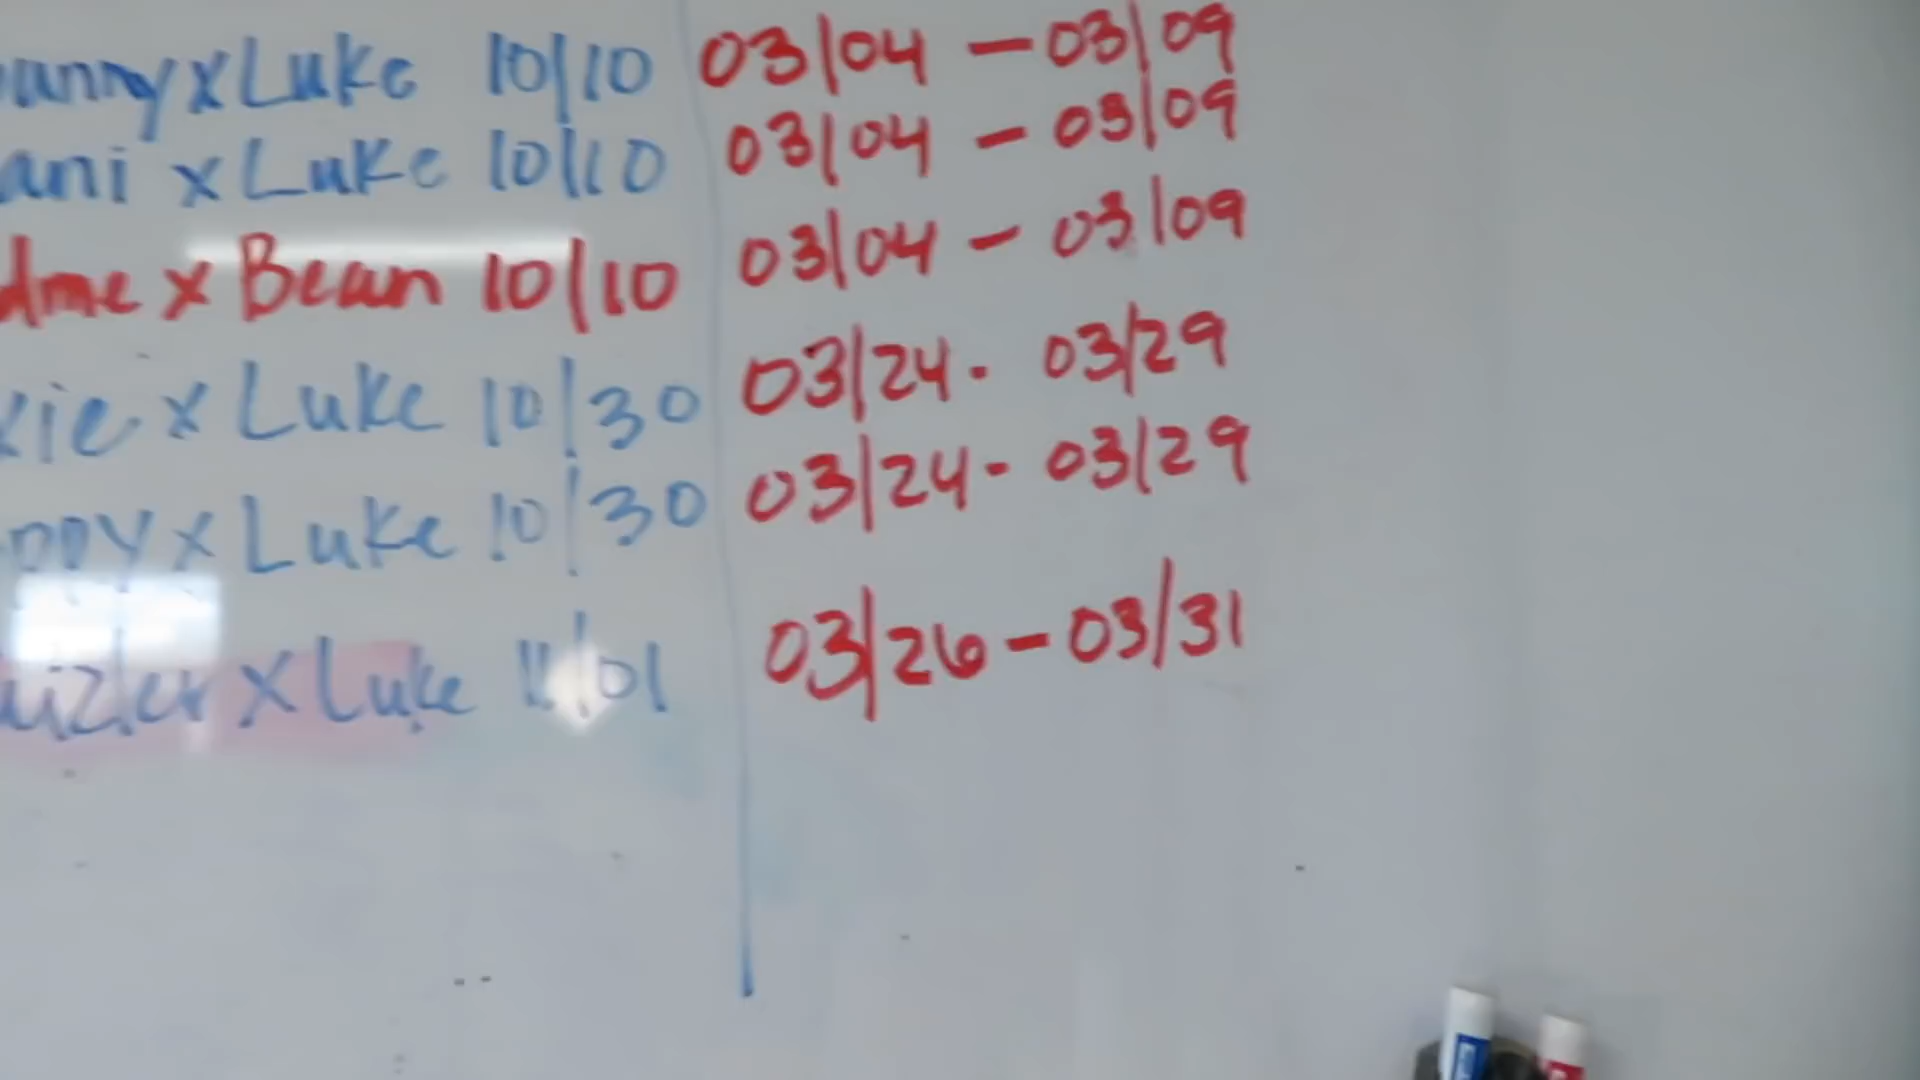 x Luke 10/10 03/04 - 03/09
x Luke 10/10 03/04 - 03/09
x Bean 10/10 03/04 - 03/09
x Luke 10/30 03/24 - 03/29
x Luke 10/30 03/24 - 03/29
x Luke 11/01 03/26 - 03/31